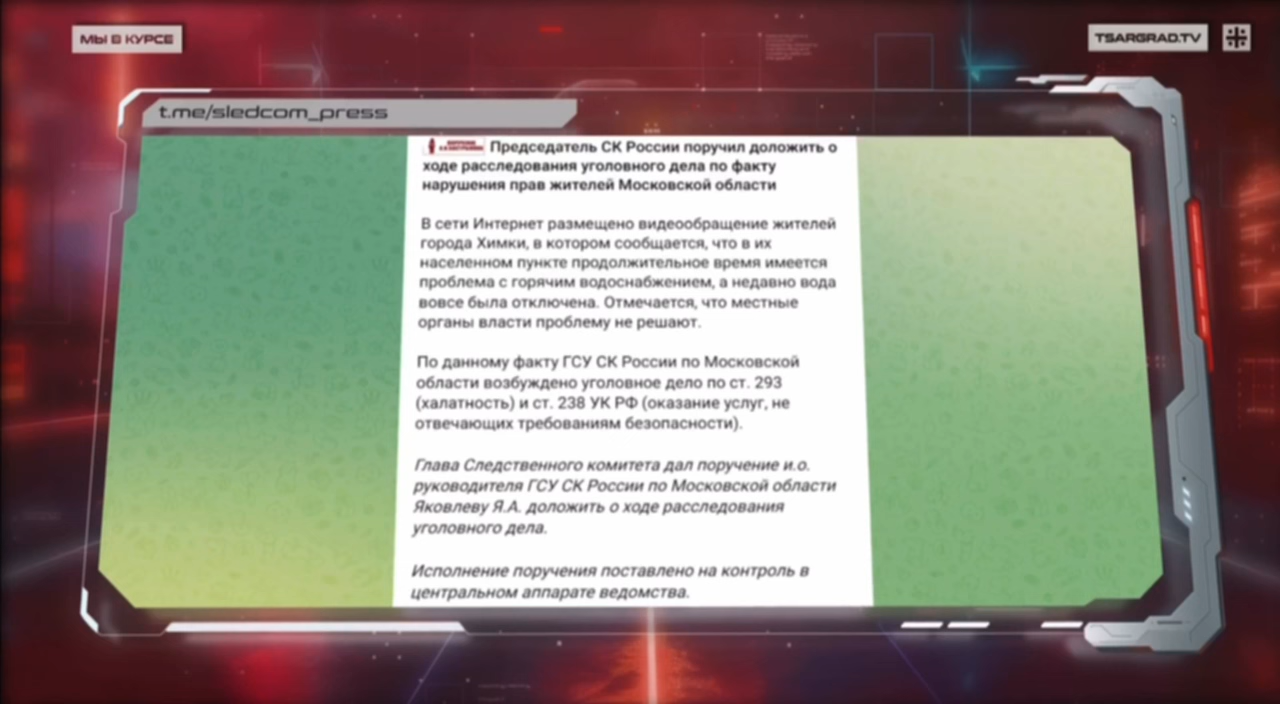 МЫ В КУРСЕ
TSARGRAD.TV
t.me/sledcom_press
Председатель СК России поручил доложить о
ходе расследования уголовного дела по факту
нарушения прав жителей Московской области
В сети Интернет размещено видеообращение жителей
города Химки, в котором сообщается, что в их
населенном пункте продолжительное время имеется
проблема с горячим водоснабжением, а недавно вода
вовсе была отключена. Отмечается, что местные
органы власти проблему не решают.
По данному факту ГСУ СК России по Московской
области возбуждено уголовное дело по ст. 293
(халатность) и ст. 238 УК РФ (оказание услуг, не
отвечающих требованиям безопасности).
Глава Следственного комитета дал поручение и.о.
руководителя ГСУ СК России по Московской области
Яковлеву Я.А. доложить о ходе расследования
уголовного дела.
Исполнение поручения поставлено на контроль в
центральном аппарате ведомства.